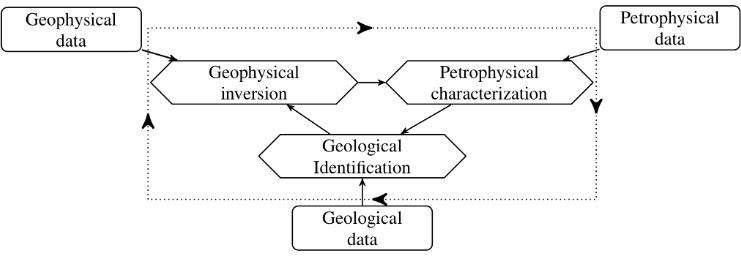 Geophysical
data
Petrophysical
data
Geophysical
inversion
Petrophysical
characterization
Geological
Identification
Geological
data